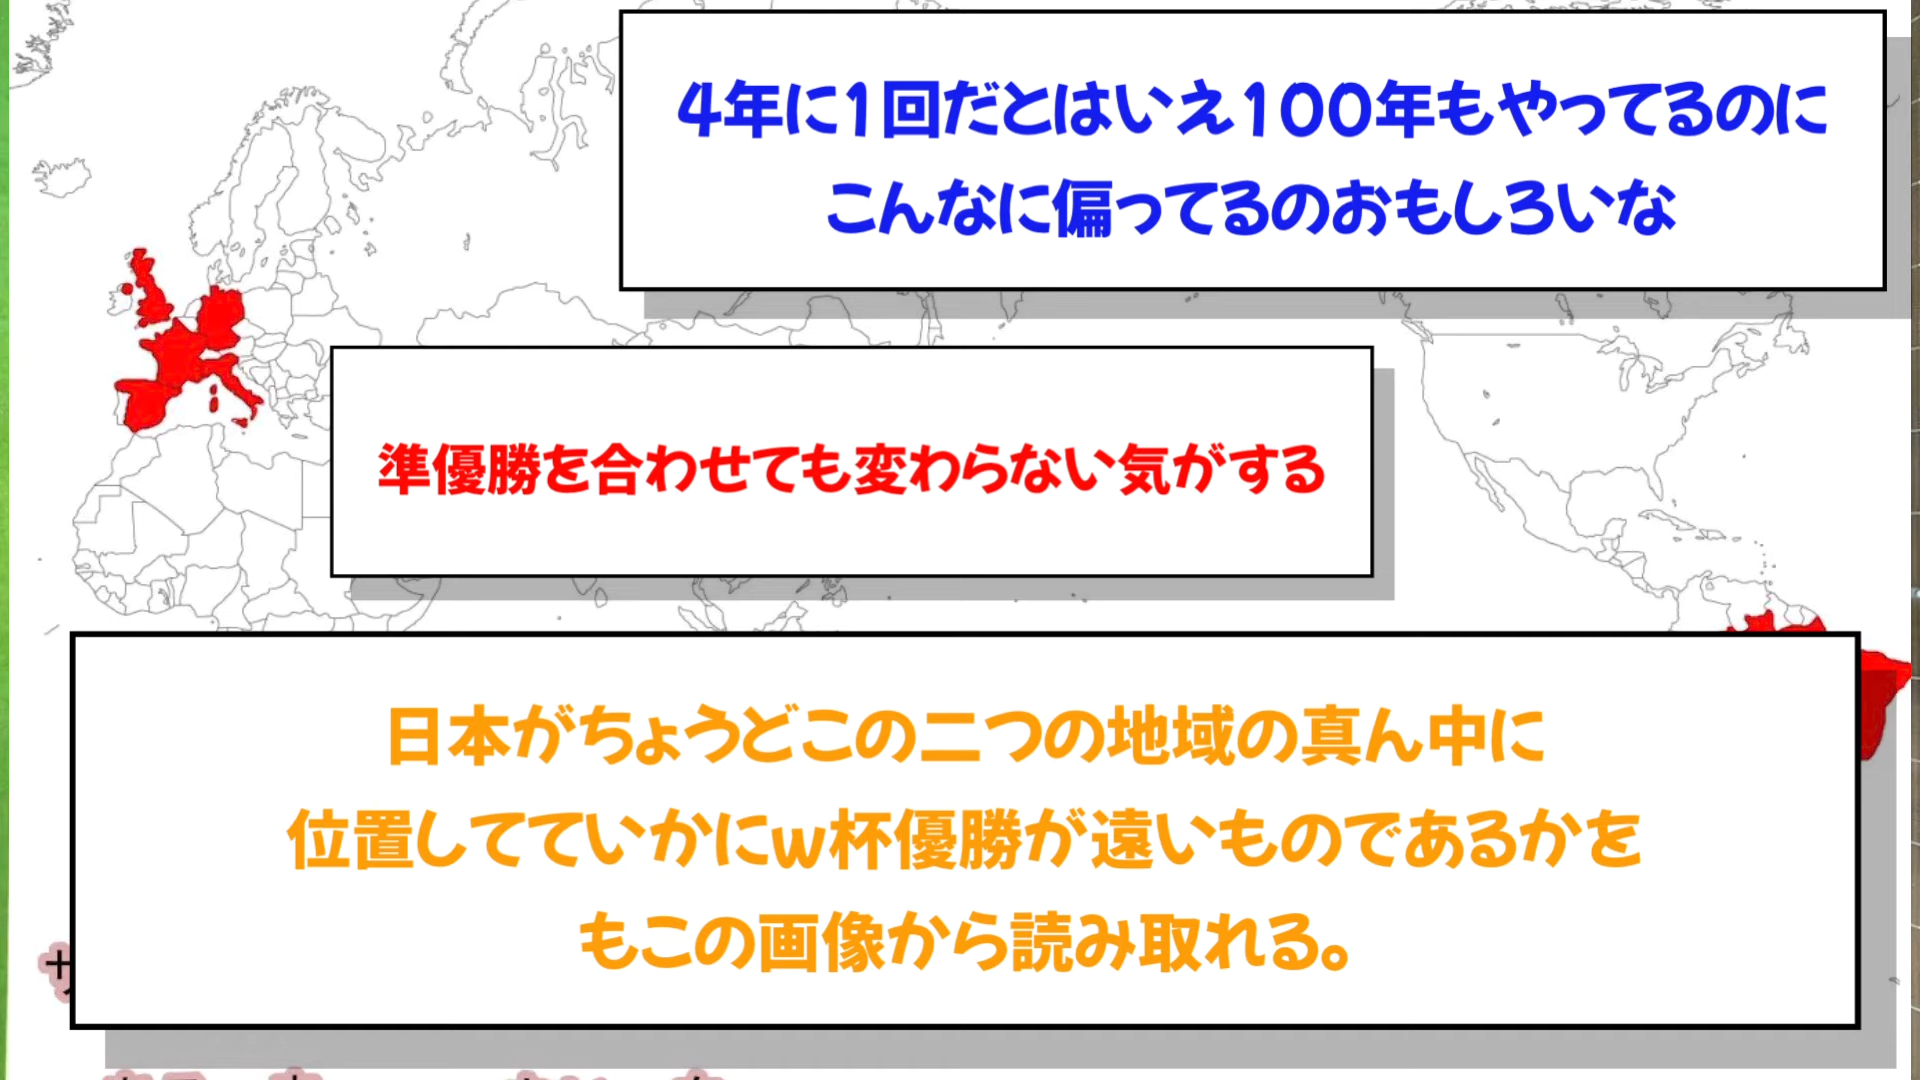 4年に1回だとはいえ100年もやってるのに
こんなに偏ってるのおもしろいな
準優勝を合わせても変わらない気がする
日本がちょうどこの二つの地域の真ん中に
位置してていかにw杯優勝が遠いものであるかを
もこの画像から読み取れる。